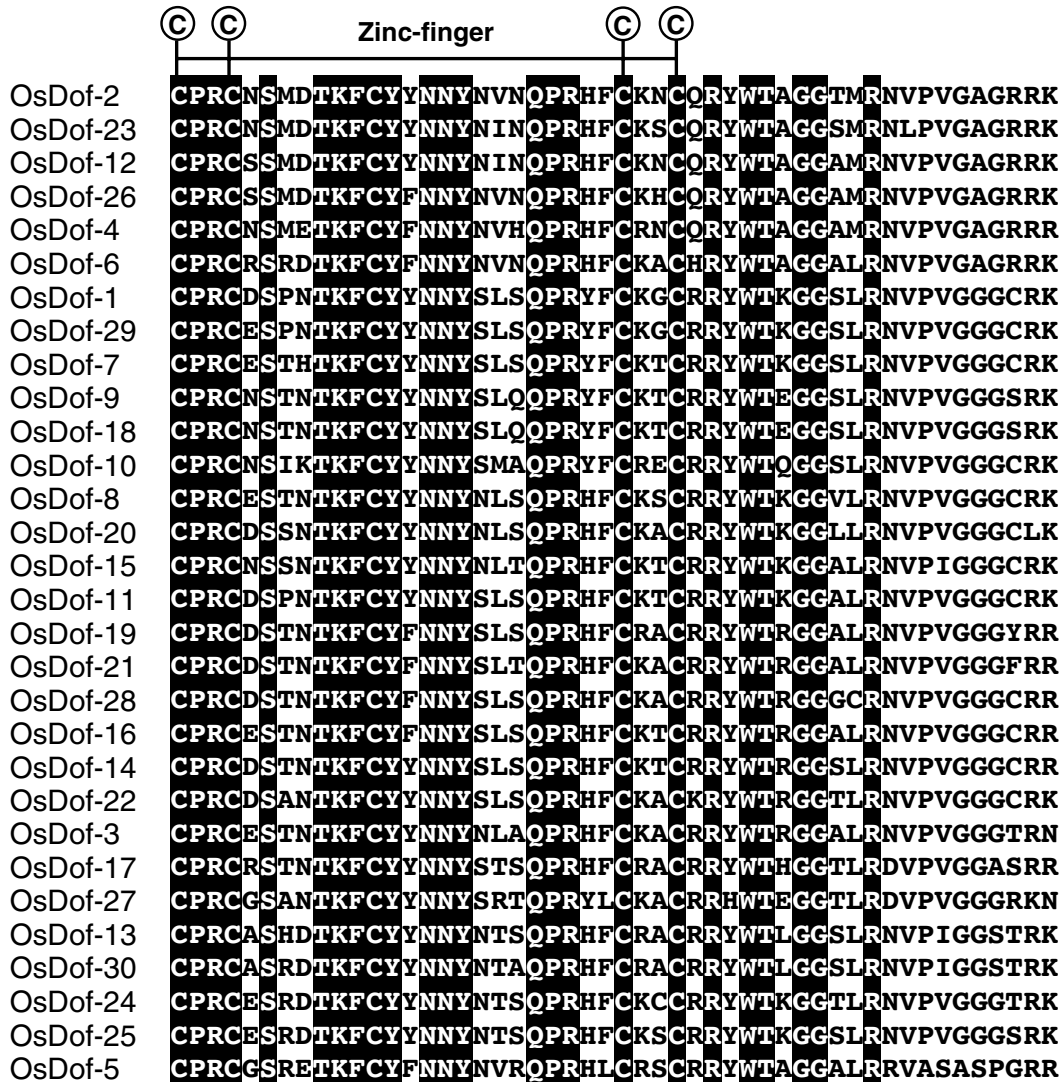 C C C C
Zinc-finger
OsDof-2 CPRCNSMDTKFCYYNNYNVNQPRHFCKNCQRYWTAGGTMRNVPVGAGRRK
OsDof-23 CPRCNSMDTKFCYYNNYNINQPRHFCKSCQRYWTAGGSMRNLPVGAGRRK
OsDof-12 CPRCSSMDTKFCYYNNYNINQPRHFCKNCQRYWTAGGAMRNVPVGAGRRK
OsDof-26 CPRCSSMDTKFCYFNNYNVNQPRHFCKHCQRYWTAGGAMRNVPVGAGRRK
OsDof-4 CPRCNSMETKFCYFNNYNVHQPRHFCRNCQRYWTAGGAMRNVPVGAGRRR
OsDof-6 CPRCRSRDTKFCYFNNYNVNQPRHFCKACHRYWTAGGALRNVPVGAGRRK
OsDof-1 CPRCDSPNTKFCYYNNYSLSQPRYFCKGCRRYWTKGGSLRNVPVGGGCRK
OsDof-29 CPRCESPNTKFCYYNNYSLSQPRYFCKGCRRYWTKGGSLRNVPVGGGCRK
OsDof-7 CPRCESTHTKFCYYNNYSLSQPRYFCKTCRRYWTKGGSLRNVPVGGGCRK
OsDof-9 CPRCNSTNTKFCYYNNYSLQQPRYFCKTCRRYWTEGGSLRNVPVGGGSRK
OsDof-18 CPRCNSTNTKFCYYNNYSLQQPRYFCKTCRRYWTEGGSLRNVPVGGGSRK
OsDof-10 CPRCNSIKTKFCYYNNYSMAQPRYFCRECRRYWTQGGSLRNVPVGGGCRK
OsDof-8 CPRCESTNTKFCYYNNYNLSQPRHFCKSCRRYWTKGGVLRNVPVGGGCRK
OsDof-20 CPRCDSSNTKFCYYNNYNLSQPRHFCKACRRYWTKGGLLRNVPVGGGCLK
OsDof-15 CPRCNSSNTKFCYYNNYNLTQPRHFCKTCRRYWTKGGALRNVPIGGGCRK
OsDof-11 CPRCDSPNTKFCYYNNYSLSQPRHFCKTCRRYWTKGGALRNVPVGGGCRK
OsDof-19 CPRCDSTNTKFCYFNNYSLSQPRHFCRACRRYWTRGGALRNVPVGGGYRR
OsDof-21 CPRCDSTNTKFCYFNNYSLTQPRHFCKACRRYWTRGGALRNVPVGGGFRR
OsDof-28 CPRCDSTNTKFCYFNNYSLSQPRHFCKACRRYWTRGGGCRNVPVGGGCRR
OsDof-16 CPRCESTNTKFCYFNNYSLSQPRHFCKTCRRYWTRGGALRNVPVGGGCRR
OsDof-14 CPRCDSTNTKFCYYNNYSLSQPRHFCKTCRRYWTRGGSLRNVPVGGGCRR
OsDof-22 CPRCDSANTKFCYYNNYSLSQPRHFCKACKRYWTRGGTLRNVPVGGGCRK
OsDof-3 CPRCESTNTKFCYYNNYNLAQPRHFCKACRRYWTRGGALRNVPVGGGTRN
OsDof-17 CPRCRSTNTKFCYYNNYSTSQPRHFCRACRRYWTHGGTLRDVPVGGASRR
OsDof-27 CPRCGSANTKFCYYNNYSRTQPRYLCKACRRHWTEGGTLRDVPVGGGRKN
OsDof-13 CPRCASHDTKFCYYNNYNTSQPRHFCRACRRYWTLGGSLRNVPIGGSTRK
OsDof-30 CPRCASRDTKFCYYNNYNTAQPRHFCRACRRYWTLGGSLRNVPIGGSTRK
OsDof-24 CPRCESRDTKFCYYNNYNTSQPRHFCKCCRRYWTKGGTLRNVPVGGGTRK
OsDof-25 CPRCESRDTKFCYYNNYNTSQPRHFCKSCRRYWTKGGSLRNVPVGGGSRK
OsDof-5 CPRCGSRETKFCYFNNYNVRQPRHLCRSCRRYWTAGGALRRVASASPGRR